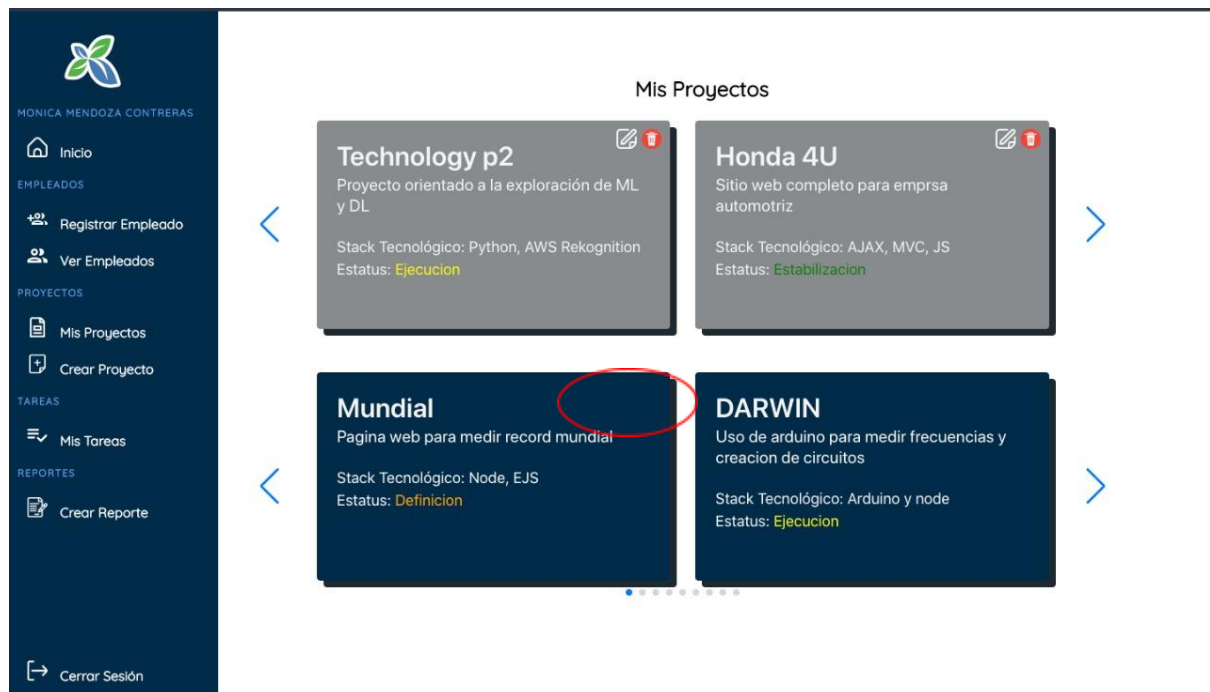 MONICA MENDOZA CONTRERAS
Inicio
EMPLEADOS
Registrar Empleado
Ver Empleados
PROYECTOS
Mis Proyectos
Crear Proyecto
TAREAS
Mis Tareas
REPORTES
Crear Reporte
Cerrar Sesión
Mis Proyectos
Technology p2
Proyecto orientado a la exploración de ML
y DL
Stack Tecnológico: Python, AWS Rekognition
Estatus: Ejecucion
Honda 4U
Sitio web completo para emprsa
automotriz
Stack Tecnológico: AJAX, MVC, JS
Estatus: Estabilizacion
Mundial
Pagina web para medir record mundial
Stack Tecnológico: Node, EJS
Estatus: Definicion
DARWIN
Uso de arduino para medir frecuencias y
creacion de circuitos
Stack Tecnológico: Arduino y node
Estatus: Ejecucion